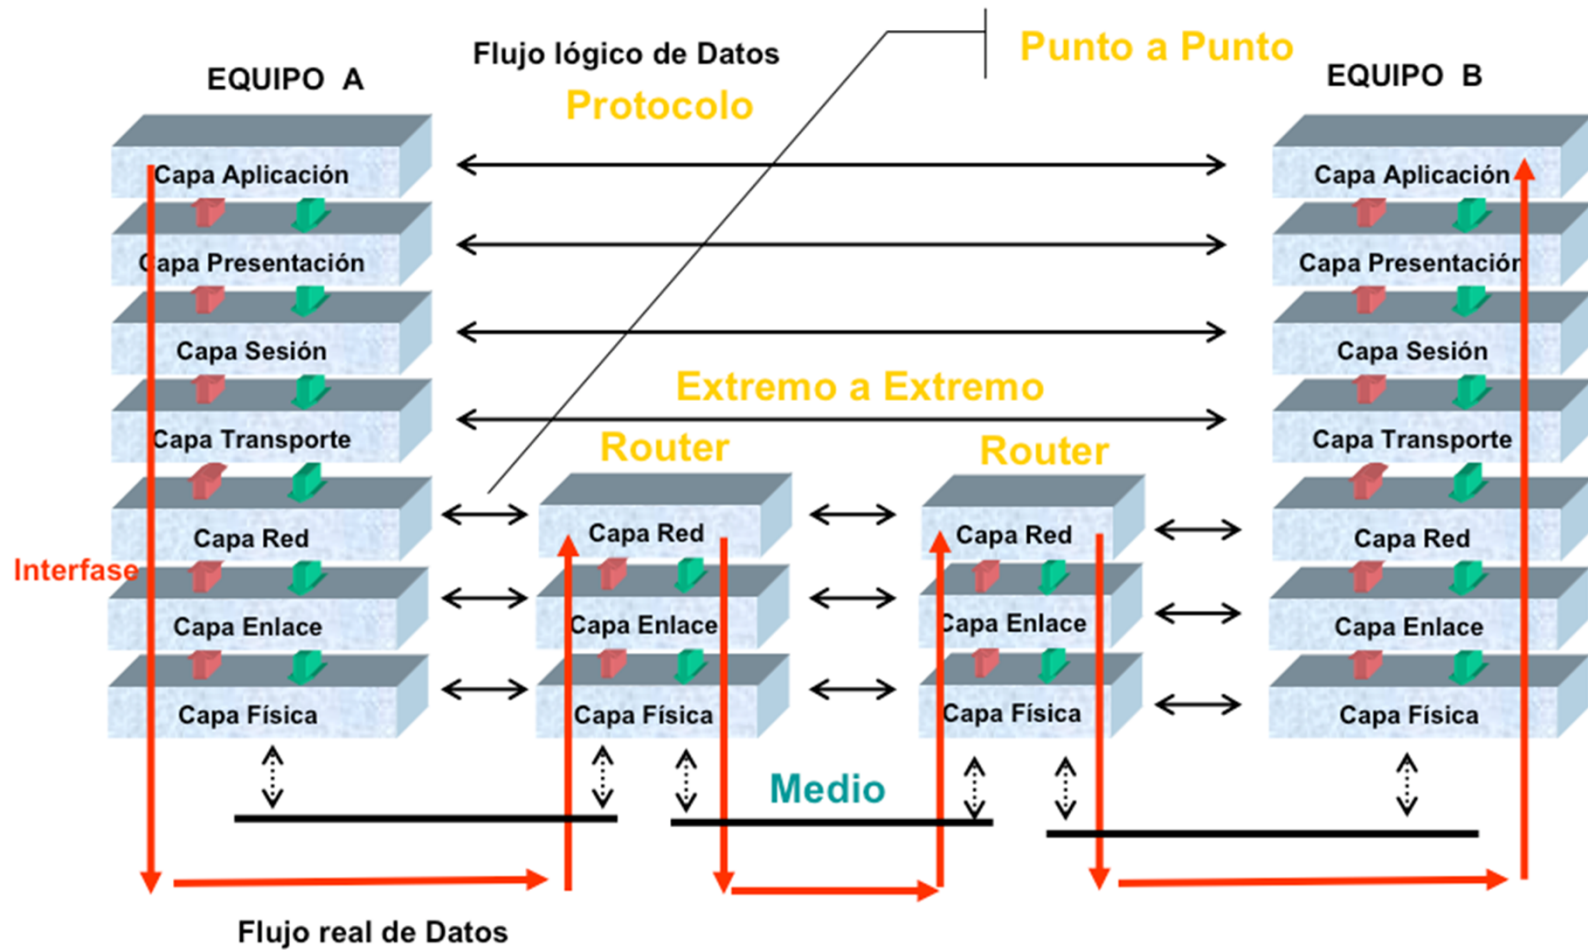 Flujo lógico de Datos
Punto a Punto
EQUIPO A
EQUIPO B
Protocolo
Capa Aplicación
Capa Aplicación
Capa Presentación
Capa Presentación
Capa Sesión
Capa Sesión
Extremo a Extremo
Capa Transporte
Capa Transporte
Router
Router
Capa Red
Capa Red
Capa Red
Capa Red
Interfase
Capa Enlace
Capa Enlace
Capa Enlace
Capa Enlace
Capa Física
Capa Física
Capa Física
Capa Física
Medio
Flujo real de Datos